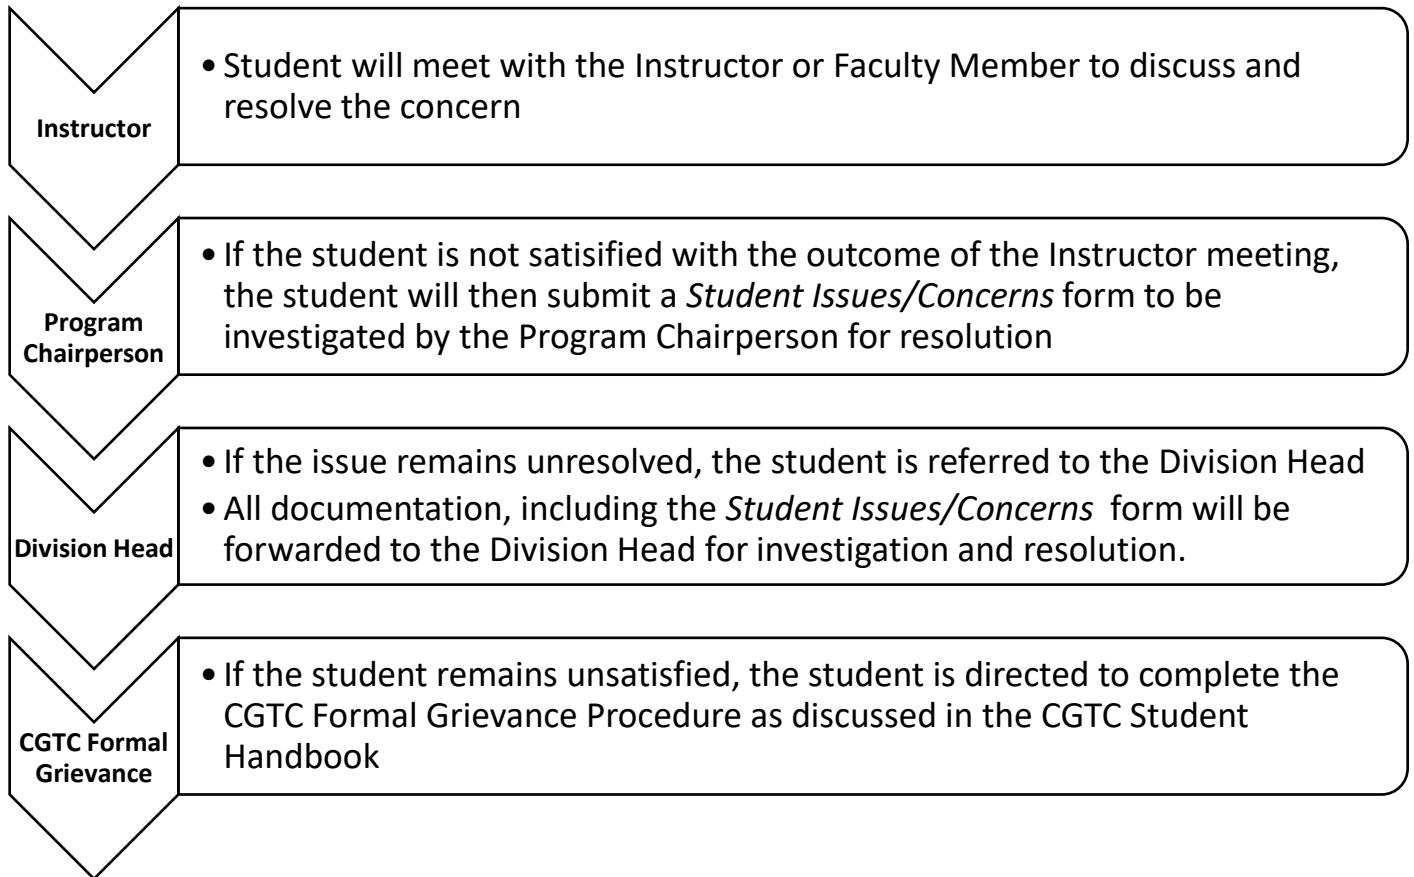 Instructor
• Student will meet with the Instructor or Faculty Member to discuss and
resolve the concern
Program
Chairperson
• If the student is not satisified with the outcome of the Instructor meeting,
the student will then submit a Student Issues/Concerns form to be
investigated by the Program Chairperson for resolution
Division Head
• If the issue remains unresolved, the student is referred to the Division Head
• All documentation, including the Student Issues/Concerns form will be
forwarded to the Division Head for investigation and resolution.
CGTC Formal
Grievance
• If the student remains unsatisfied, the student is directed to complete the
CGTC Formal Grievance Procedure as discussed in the CGTC Student
Handbook